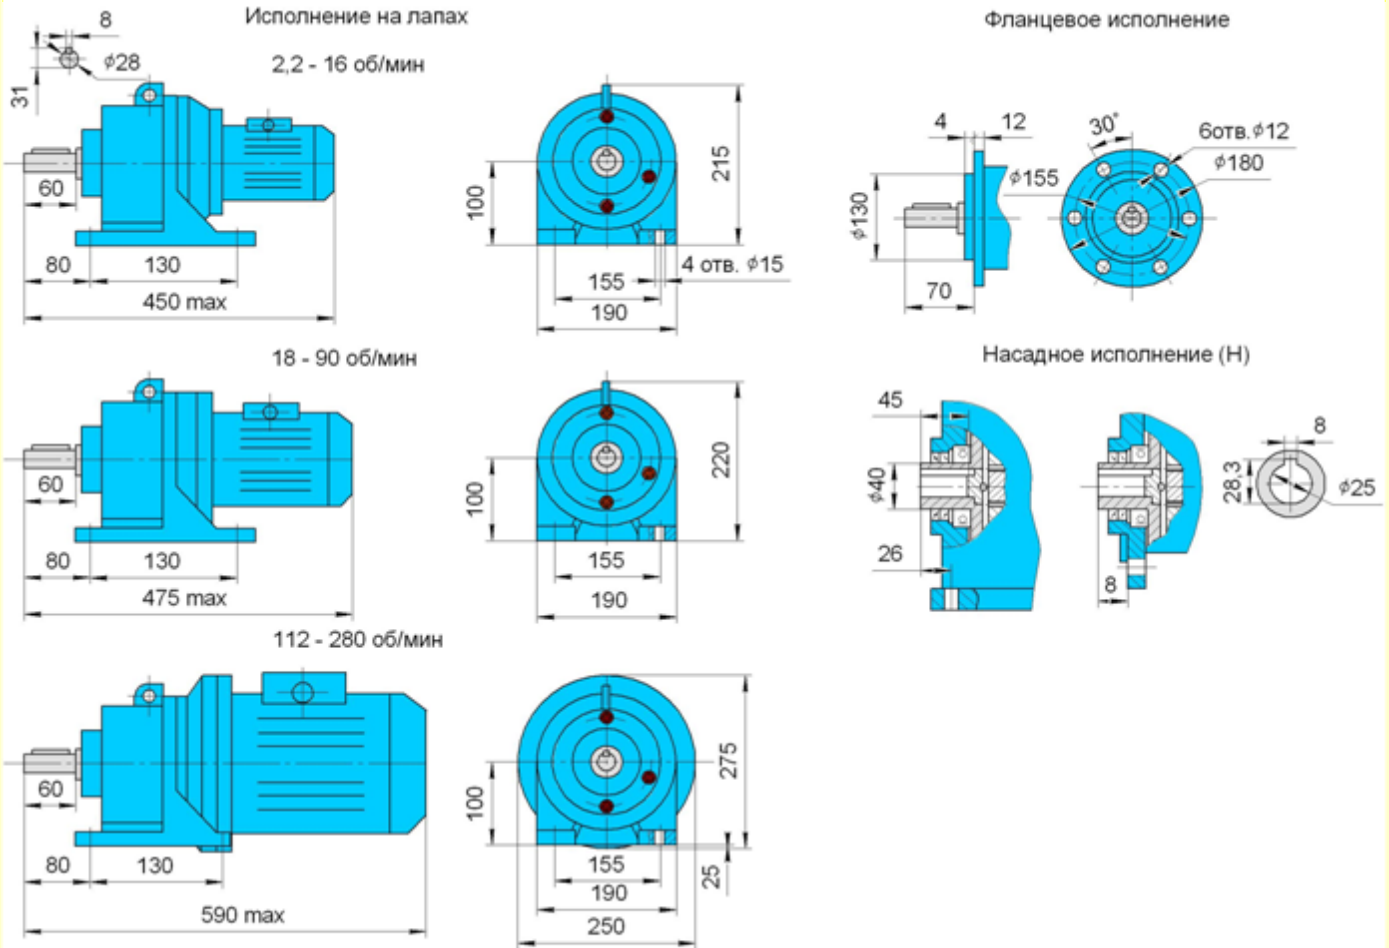 Исполнение на лапах
8
ϕ28
31
2,2 - 16 об/мин
60
80
130
450 max
100
215
4 отв. ϕ15
155
190
18 - 90 об/мин
60
80
130
475 max
100
220
155
190
112 - 280 об/мин
60
80
130
590 max
100
275
25
155
190
250
Фланцевое исполнение
4
12
30°
6отв.ϕ12
ϕ180
ϕ155
ϕ130
70
Насадное исполнение (Н)
45
ϕ40
26
8
8
28,3
ϕ25